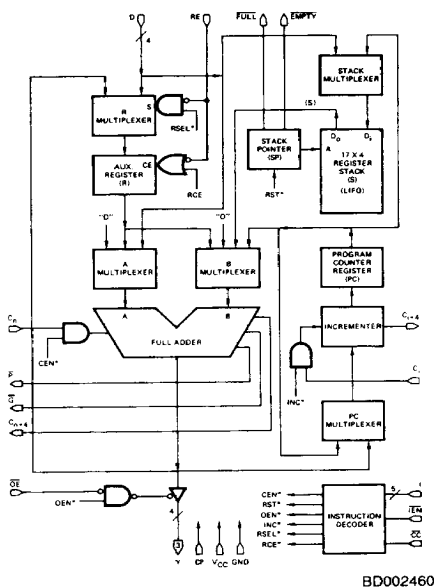 D
RE
FULL
EMPTY
4
STACK
MULTIPLEXER
R
MULTIPLEXER
S
RSEL*
(S)
STACK
POINTER
(SP)
A
RST*
D₀
17 X 4
REGISTER
STACK
(S)
(LIFO)
AUX
REGISTER
(R)
CE
RCE
"0"
"0"
A
MULTIPLEXER
B
MULTIPLEXER
PROGRAM
COUNTER
REGISTER
(PC)
Cn
CEN*
A
B
FULL ADDER
INCREMENTER
Ci+4
INC*
PC
MULTIPLEXER
Cn+4
OE
OEN*
4
3
Y
CP
VCC
GND
CEN*
RST*
OEN*
INC*
RSEL*
RCE*
INSTRUCTION
DECODER
5
I
IEN
CC
BD002460